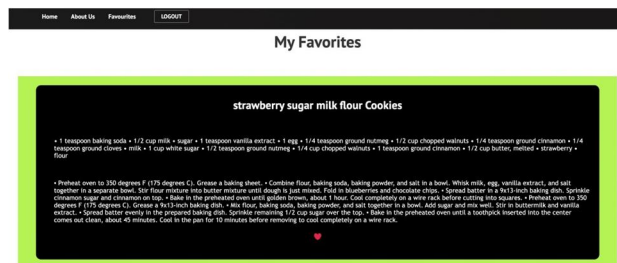 Home About Us Favourites LOGOUT
My Favorites
strawberry sugar milk flour Cookies
• 1 teaspoon baking soda • 1/2 cup milk • sugar • 1 teaspoon vanilla extract • 1 egg • 1/4 teaspoon ground nutmeg • 1/2 cup chopped walnuts • 1/4 teaspoon ground cinnamon • 1/4
teaspoon ground cloves • milk • 1 cup white sugar • 1/2 teaspoon ground nutmeg • 1/4 cup chopped walnuts • 1 teaspoon ground cinnamon • 1/2 cup butter, melted • strawberry •
flour
• Preheat oven to 350 degrees F (175 degrees C). Grease a baking sheet. • Combine flour, baking soda, baking powder, and salt in a bowl. Whisk milk, egg, vanilla extract, and salt
together in a separate bowl. Stir flour mixture into butter mixture until dough is just mixed. Fold in blueberries and chocolate chips. • Spread batter in a 9x13-inch baking dish. Sprinkle
cinnamon sugar and cinnamon on top. • Bake in the preheated oven until golden brown, about 1 hour. Cool completely on a wire rack before cutting into squares. • Preheat oven to 350
degrees F (175 degrees C). Grease a 9x13-inch baking dish. • Mix flour, baking soda, baking powder, and salt together in a bowl. Add sugar and mix well. Stir in buttermilk and vanilla
extract. • Spread batter evenly in the prepared baking dish. Sprinkle remaining 1/2 cup sugar over the top. • Bake in the preheated oven until a toothpick inserted into the center
comes out clean, about 45 minutes. Cool in the pan for 10 minutes before removing to cool completely on a wire rack.